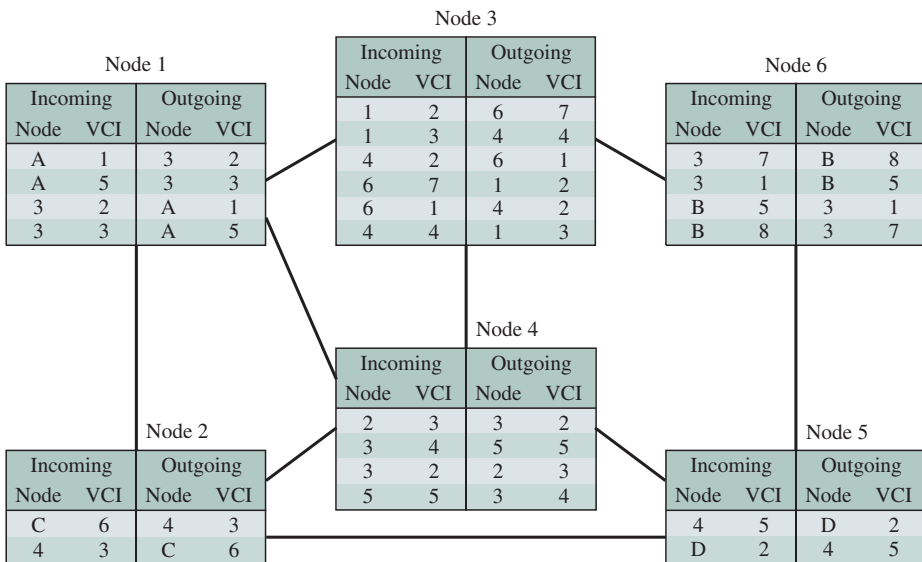 Node 1
Incoming Outgoing
Node VCI Node VCI
A 1 3 2
A 5 3 3
3 2 A 1
3 3 A 5
Node 3
Incoming Outgoing
Node VCI Node VCI
1 2 6 7
1 3 4 4
4 2 6 1
6 7 1 2
6 1 4 2
4 4 1 3
Node 6
Incoming Outgoing
Node VCI Node VCI
3 7 B 8
3 1 B 5
B 5 3 1
B 8 3 7
Node 2
Incoming Outgoing
Node VCI Node VCI
C 6 4 3
4 3 C 6
Node 4
Incoming Outgoing
Node VCI Node VCI
2 3 3 2
3 4 5 5
3 2 2 3
5 5 3 4
Node 5
Incoming Outgoing
Node VCI Node VCI
4 5 D 2
D 2 4 5